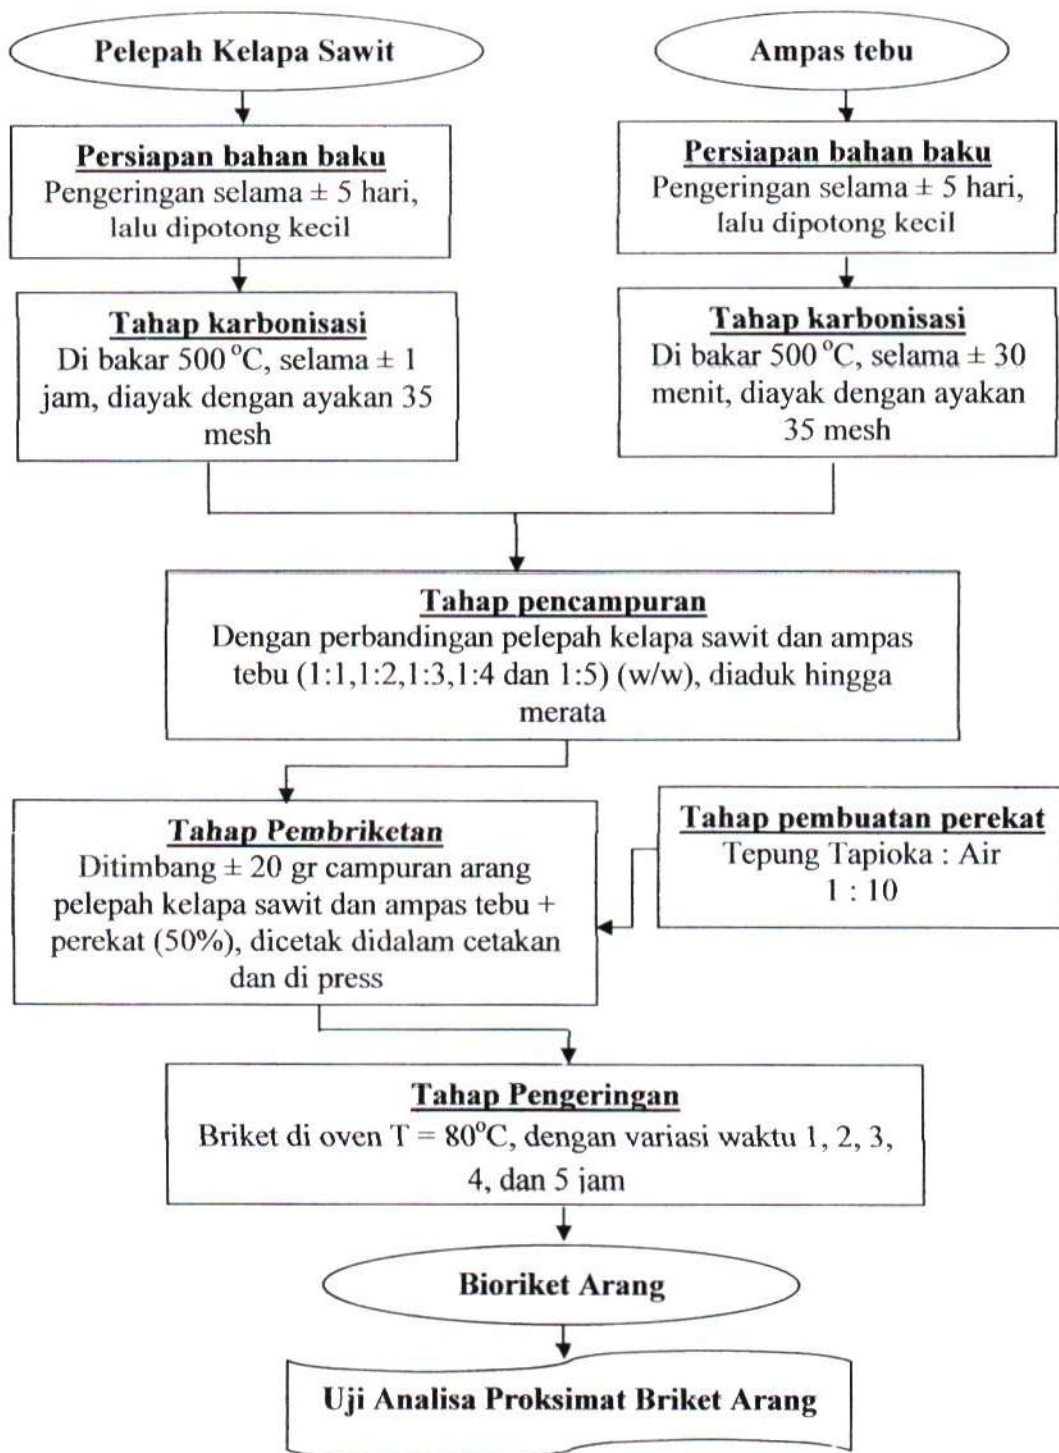 Pelepah Kelapa Sawit
Ampas tebu
Persiapan bahan baku
Pengeringan selama ± 5 hari,
lalu dipotong kecil
Persiapan bahan baku
Pengeringan selama ± 5 hari,
lalu dipotong kecil
Tahap karbonisasi
Di bakar 500 °C, selama ± 1
jam, diayak dengan ayakan 35
mesh
Tahap karbonisasi
Di bakar 500 °C, selama ± 30
menit, diayak dengan ayakan
35 mesh
Tahap pencampuran
Dengan perbandingan pelepah kelapa sawit dan ampas
tebu (1:1,1:2,1:3,1:4 dan 1:5) (w/w), diaduk hingga
merata
Tahap Pembriketan
Ditimbang ± 20 gr campuran arang
pelepah kelapa sawit dan ampas tebu +
perekat (50%), dicetak didalam cetakan
dan di press
Tahap pembuatan perekat
Tepung Tapioka : Air
1 : 10
Tahap Pengeringan
Briket di oven T = 80°C, dengan variasi waktu 1, 2, 3,
4, dan 5 jam
Bioriket Arang
Uji Analisa Proksimat Briket Arang